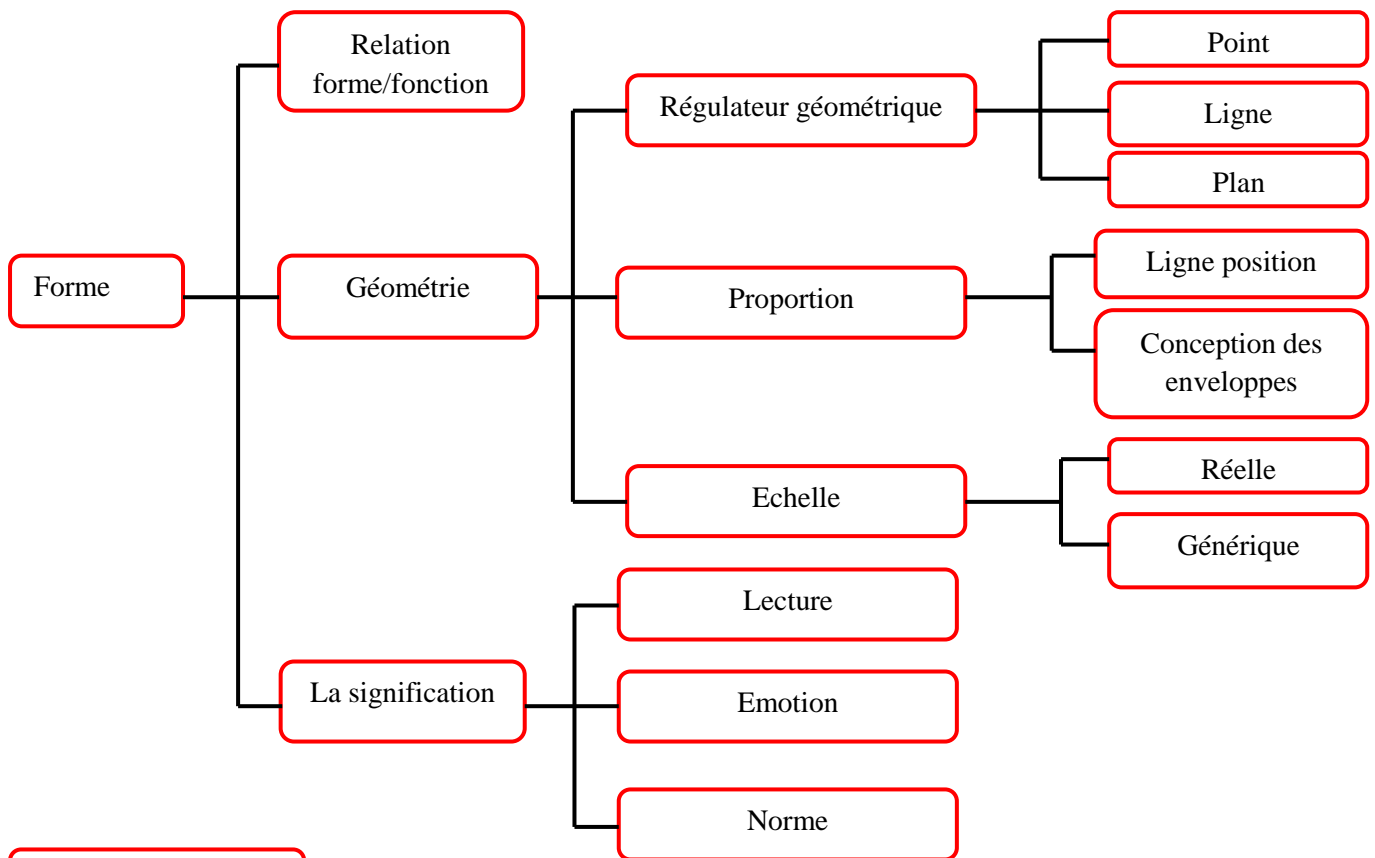 Relation
forme/fonction
Régulateur géométrique
Point
Ligne
Plan
Forme
Géométrie
Proportion
Ligne position
Conception des
enveloppes
Echelle
Réelle
Générique
La signification
Lecture
Emotion
Norme